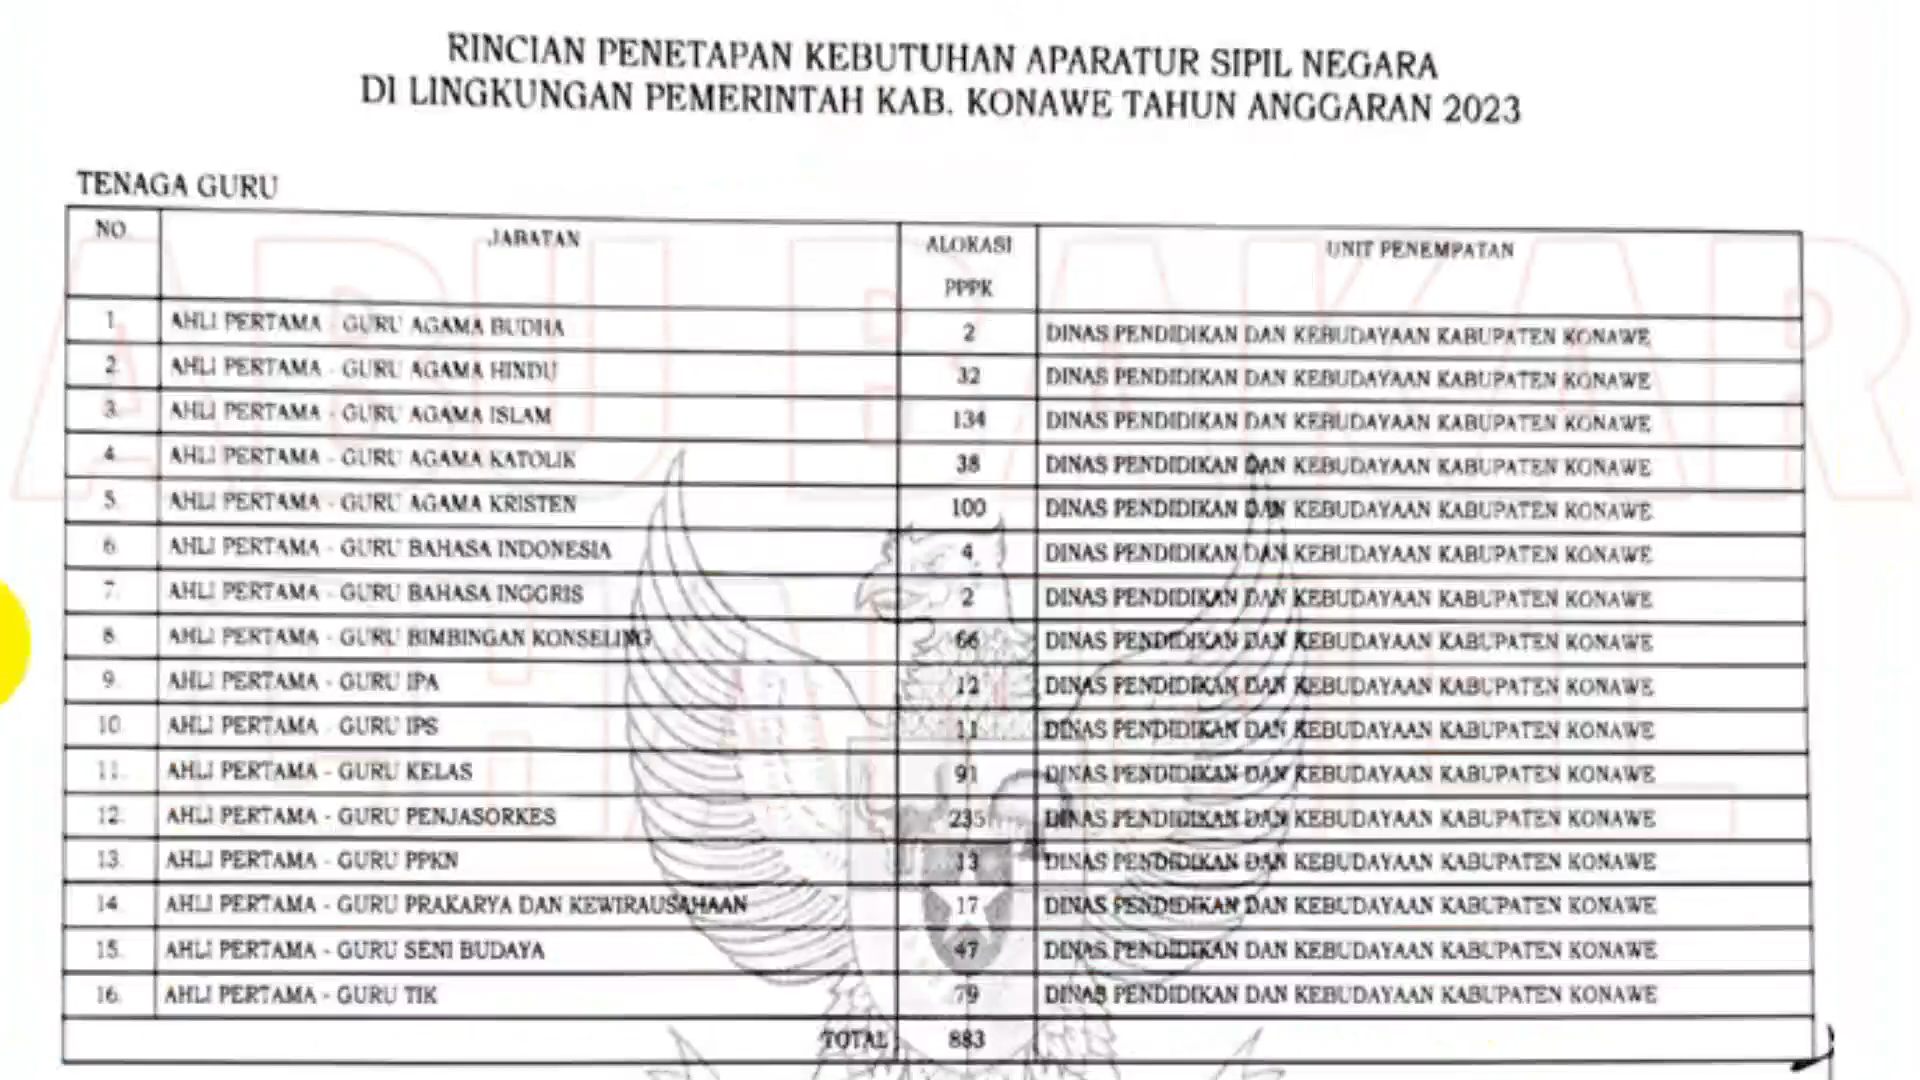 RINCIAN PENETAPAN KEBUTUHAN APARATUR SIPIL NEGARA
DI LINGKUNGAN PEMERINTAH KAB. KONAWE TAHUN ANGGARAN 2023
TENAGA GURU
NO JABATAN ALOKASI PPPK UNIT PENEMPATAN
1. AHLI PERTAMA - GURU AGAMA BUDHA 2 DINAS PENDIDIKAN DAN KEBUDAYAAN KABUPATEN KONAWE
2. AHLI PERTAMA - GURU AGAMA HINDU 32 DINAS PENDIDIKAN DAN KEBUDAYAAN KABUPATEN KONAWE
3. AHLI PERTAMA - GURU AGAMA ISLAM 134 DINAS PENDIDIKAN DAN KEBUDAYAAN KABUPATEN KONAWE
4. AHLI PERTAMA - GURU AGAMA KATOLIK 38 DINAS PENDIDIKAN DAN KEBUDAYAAN KABUPATEN KONAWE
5. AHLI PERTAMA - GURU AGAMA KRISTEN 100 DINAS PENDIDIKAN DAN KEBUDAYAAN KABUPATEN KONAWE
6. AHLI PERTAMA - GURU BAHASA INDONESIA 4 DINAS PENDIDIKAN DAN KEBUDAYAAN KABUPATEN KONAWE
7. AHLI PERTAMA - GURU BAHASA INGGRIS 2 DINAS PENDIDIKAN DAN KEBUDAYAAN KABUPATEN KONAWE
8. AHLI PERTAMA - GURU BIMBINGAN KONSELING 66 DINAS PENDIDIKAN DAN KEBUDAYAAN KABUPATEN KONAWE
9. AHLI PERTAMA - GURU IPA 12 DINAS PENDIDIKAN DAN KEBUDAYAAN KABUPATEN KONAWE
10. AHLI PERTAMA - GURU IPS 11 DINAS PENDIDIKAN DAN KEBUDAYAAN KABUPATEN KONAWE
11. AHLI PERTAMA - GURU KELAS 91 DINAS PENDIDIKAN DAN KEBUDAYAAN KABUPATEN KONAWE
12. AHLI PERTAMA - GURU PENJASORKES 235 DINAS PENDIDIKAN DAN KEBUDAYAAN KABUPATEN KONAWE
13. AHLI PERTAMA - GURU PPKN 13 DINAS PENDIDIKAN DAN KEBUDAYAAN KABUPATEN KONAWE
14. AHLI PERTAMA - GURU PRAKARYA DAN KEWIRAUSAHAAN 17 DINAS PENDIDIKAN DAN KEBUDAYAAN KABUPATEN KONAWE
15. AHLI PERTAMA - GURU SENI BUDAYA 47 DINAS PENDIDIKAN DAN KEBUDAYAAN KABUPATEN KONAWE
16. AHLI PERTAMA - GURU TIK 79 DINAS PENDIDIKAN DAN KEBUDAYAAN KABUPATEN KONAWE
TOTAL 883
ABU BAKAR